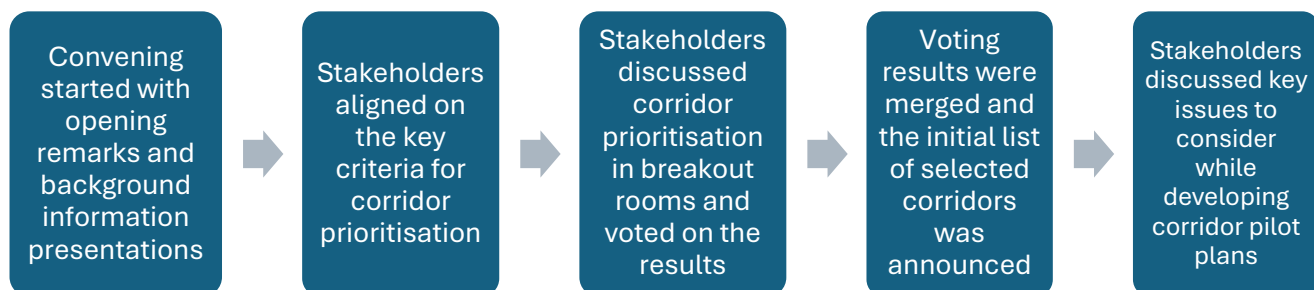 Convening
started with
opening
remarks and
background
information
presentations
Stakeholders
aligned on
the key
criteria for
corridor
prioritisation
Stakeholders
discussed
corridor
prioritisation
in breakout
rooms and
voted on the
results
Voting
results were
merged and
the initial list
of selected
corridors
was
announced
Stakeholders
discussed key
issues to
consider
while
developing
corridor pilot
plans